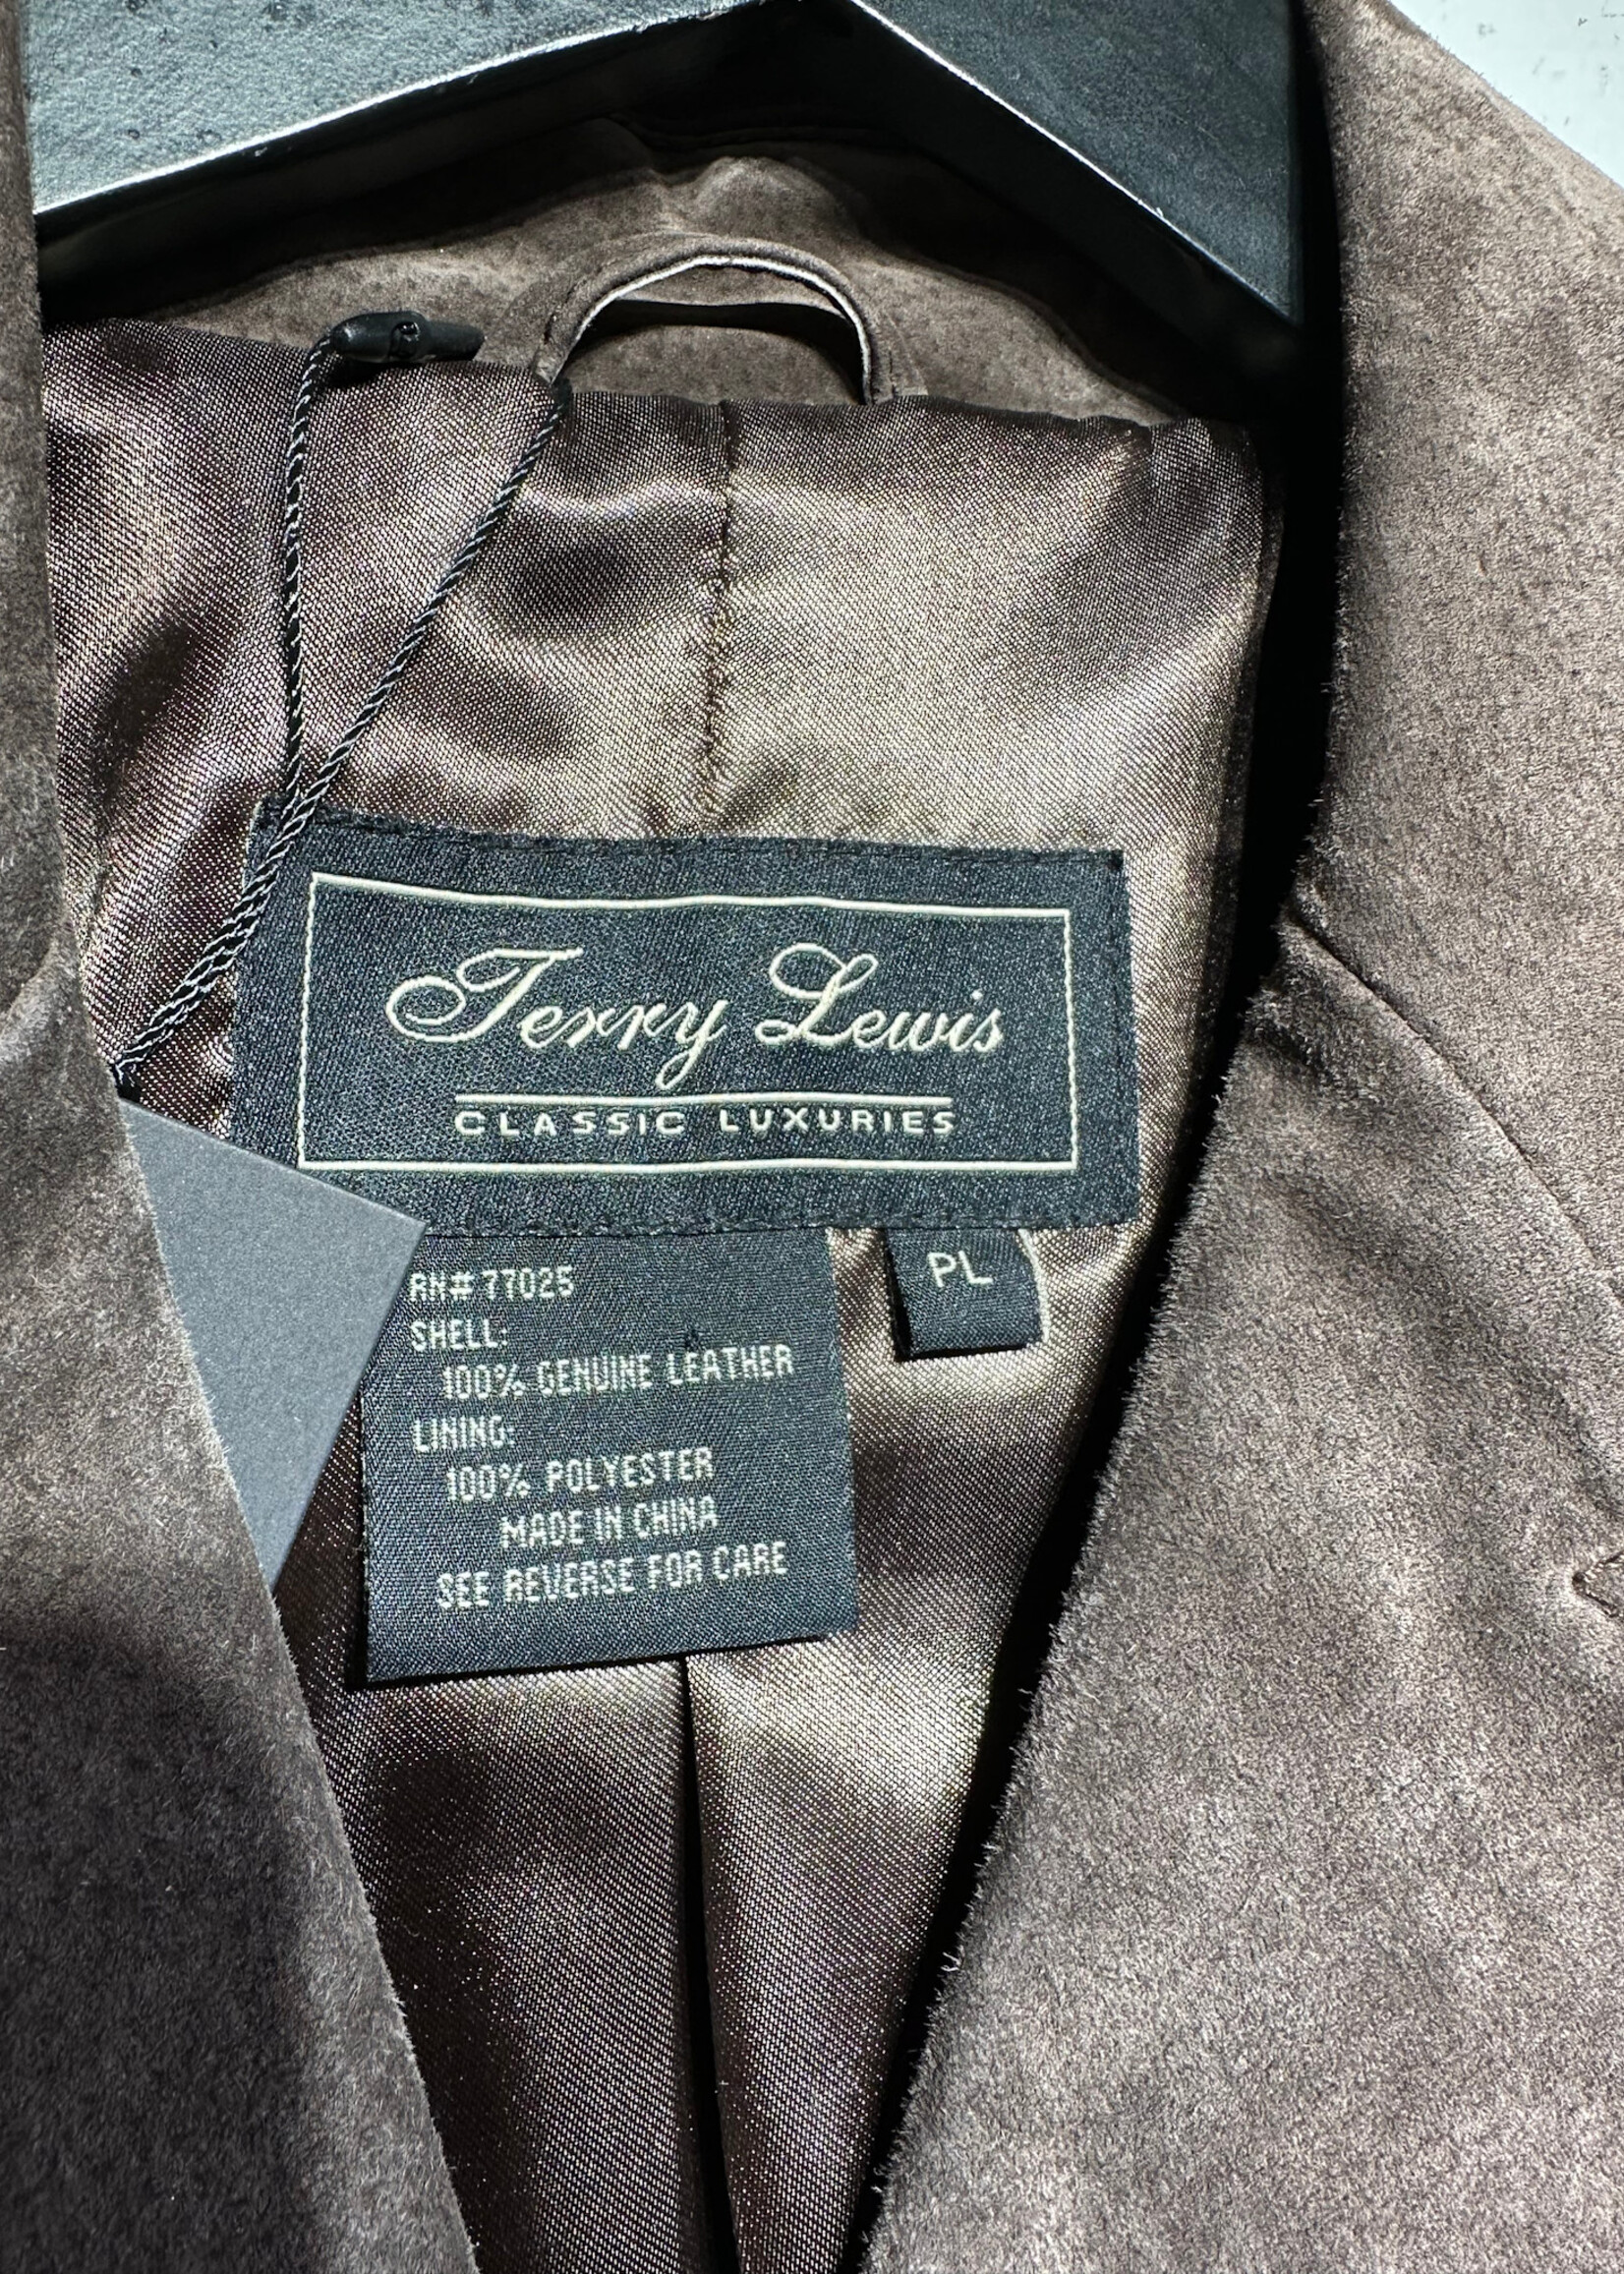 Terry Lewis
CLASSIC LUXURIES
PL
RN# 77025
SHELL:
100% GENUINE LEATHER
LINING:
100% POLYESTER
MADE IN CHINA
SEE REVERSE FOR CARE